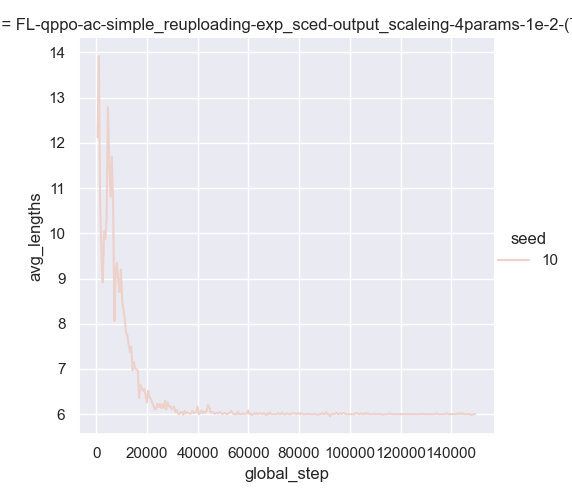 = FL-qppo-ac-simple_reuploading-exp_sced-output_scaleing-4params-1e-2-(
14
13
12
11
10
9
8
7
6
avg_lengths
0 20000 40000 60000 80000 100000 120000 140000
global_step
seed
10